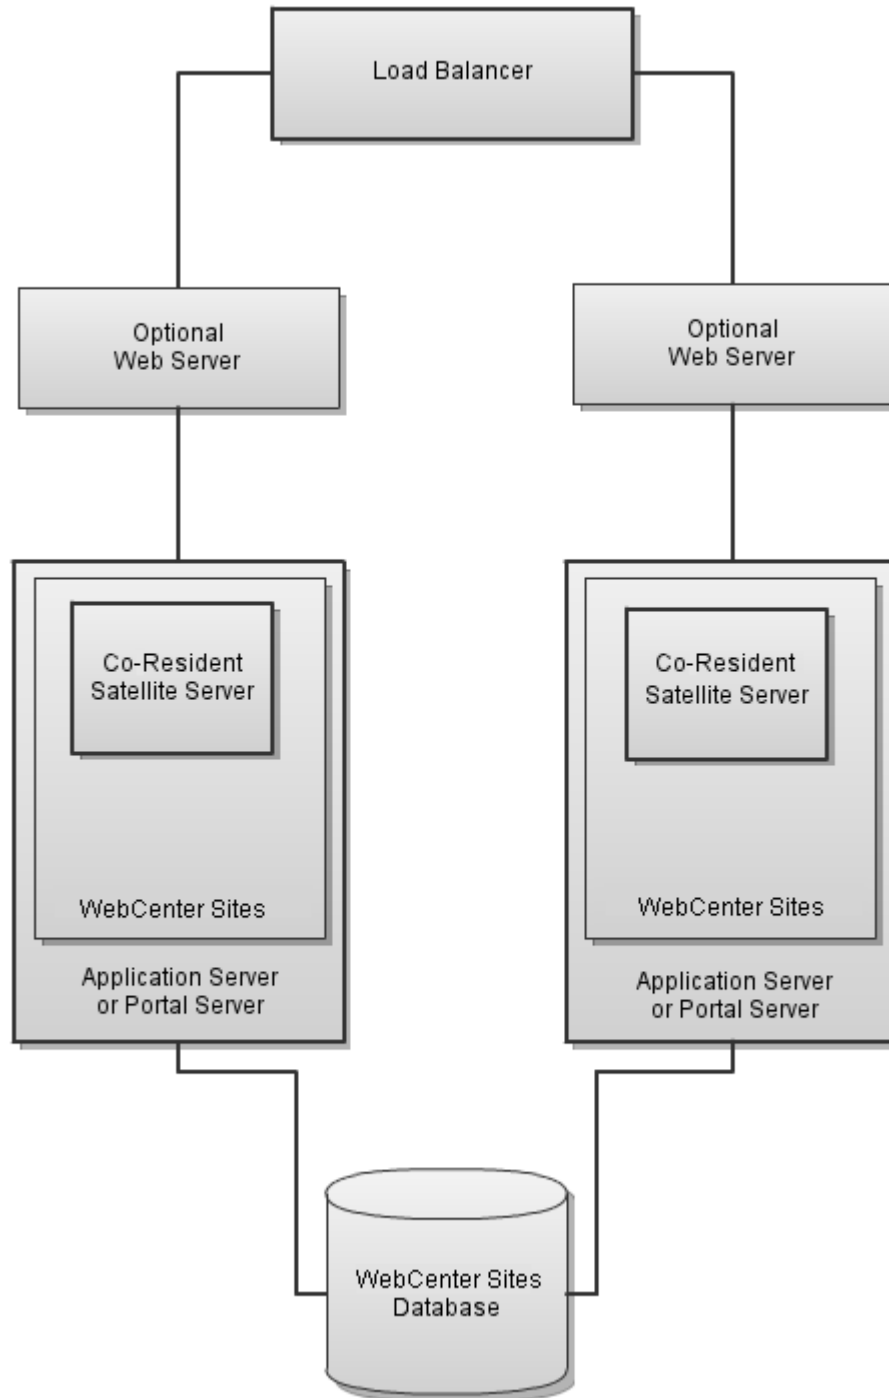 Load Balancer
Optional
Web Server
Optional
Web Server
Co-Resident
Satellite Server
WebCenter Sites
Application Server
or Portal Server
Co-Resident
Satellite Server
WebCenter Sites
Application Server
or Portal Server
WebCenter Sites
Database